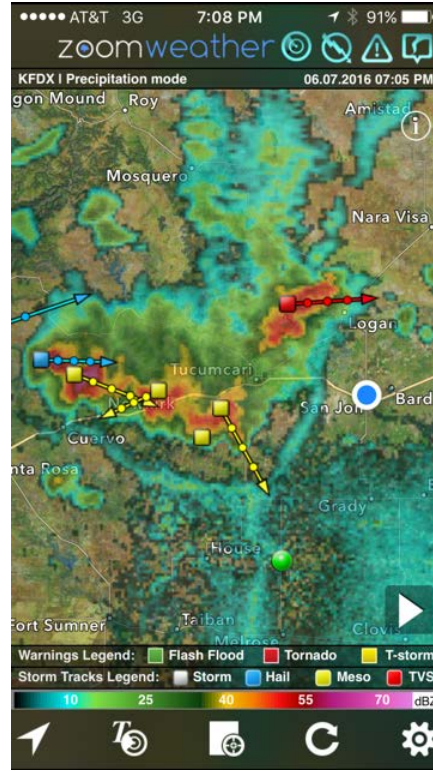 AT&T 3G 7:08 PM 91%
zoomweather
KFDX I Precipitation mode 06.07.2016 07:05 PM
gon Mound Roy
Amistad
i
Mosquero
Nara Visa
Logan
Tucumcari
Newkirk
San Jon Bard
Cuervo
nta Rosa
Grady
House
Fort Sumner
Taiban
Melrose
Clovis
Warnings Legend: Flash Flood Tornado T-storm
Storm Tracks Legend: Storm Hail Meso TVS
10 25 40 55 70 dBZ
T
C